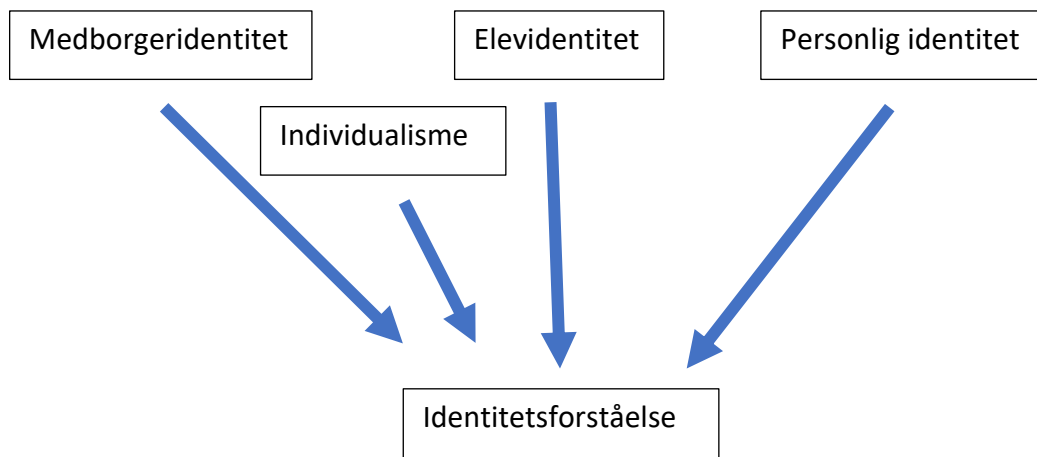 Medborgeridentitet
Elevidentitet
Personlig identitet
Individualisme
Identitetsforståelse